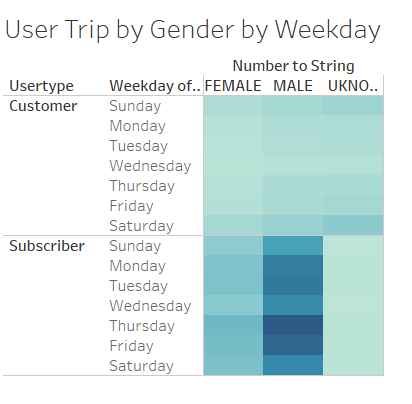 User Trip by Gender by Weekday
Number to String
Usertype Weekday of.. FEMALE MALE UKNO..
Customer Sunday
Monday
Tuesday
Wednesday
Thursday
Friday
Saturday
Subscriber Sunday
Monday
Tuesday
Wednesday
Thursday
Friday
Saturday